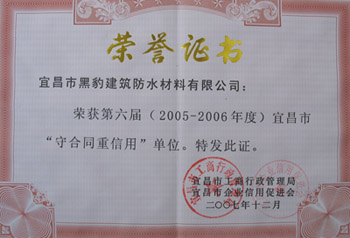 荣誉证书
宜昌市黑豹建筑防水材料有限公司:
荣获第六届(2005-2006年度)宜昌市
“守合同重信用”单位。特发此证。
宜昌市工商行政管理局
宜昌市企业信用促进会
二〇〇七年十二月